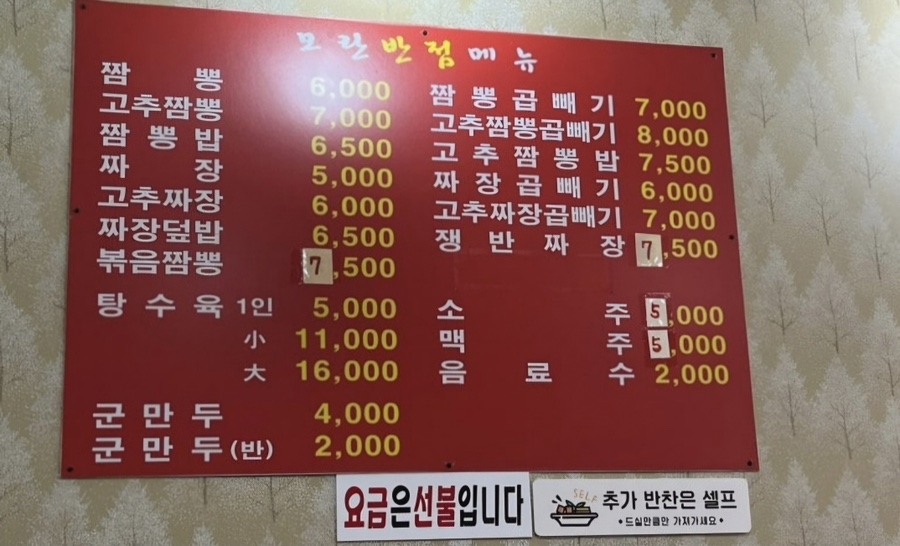 모란반점메뉴
짬뽕 6,000
고추짬뽕 7,000
짬뽕밥 6,500
짜장 5,000
고추짜장 6,000
짜장덮밥 6,500
볶음짬뽕 7,500
탕수육 1인 5,000
小 11,000
大 16,000
군만두 4,000
군만두(반) 2,000
짬뽕곱빼기 7,000
고추짬뽕곱빼기 8,000
고추짬뽕밥 7,500
짜장곱빼기 6,000
고추짜장곱빼기 7,000
쟁반짜장 7,500
소주 5,000
맥주 5,000
음료수 2,000
요금은선불입니다
SELF
추가 반찬은 셀프
•드실만큼만 가져가세요•